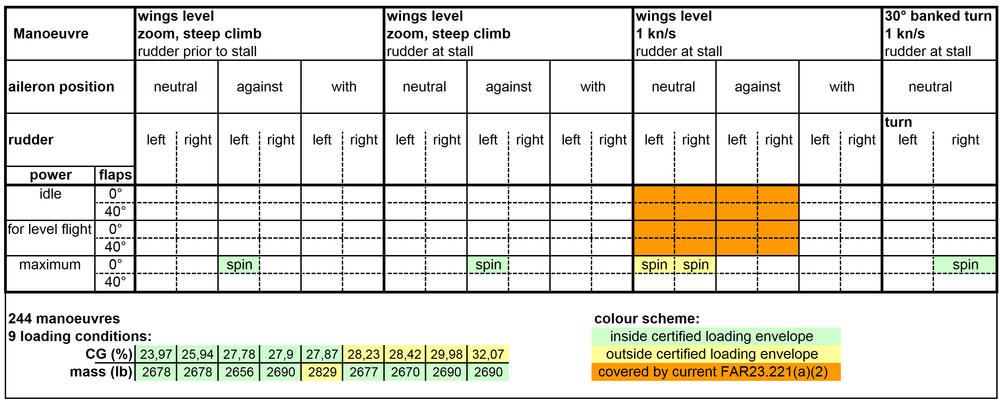 Manoeuvre
wings level
zoom, steep climb
rudder prior to stall
wings level
zoom, steep climb
rudder at stall
wings level
1 kn/s
rudder at stall
30° banked turn
1 kn/s
rudder at stall
aileron position neutral against with neutral against with neutral against with neutral
turn
rudder left right left right left right left right left right left right left right left right left right left right
power flaps
idle 0°
40°
for level flight 0°
40°
maximum 0° spin spin spin spin spin
40°
244 manoeuvres
9 loading conditions:
CG (%) 23,97 25,94 27,78 27,9 27,87 28,23 28,42 29,98 32,07
mass (lb) 2678 2678 2656 2690 2829 2677 2670 2690 2690
colour scheme:
inside certified loading envelope
outside certified loading envelope
covered by current FAR23.221(a)(2)